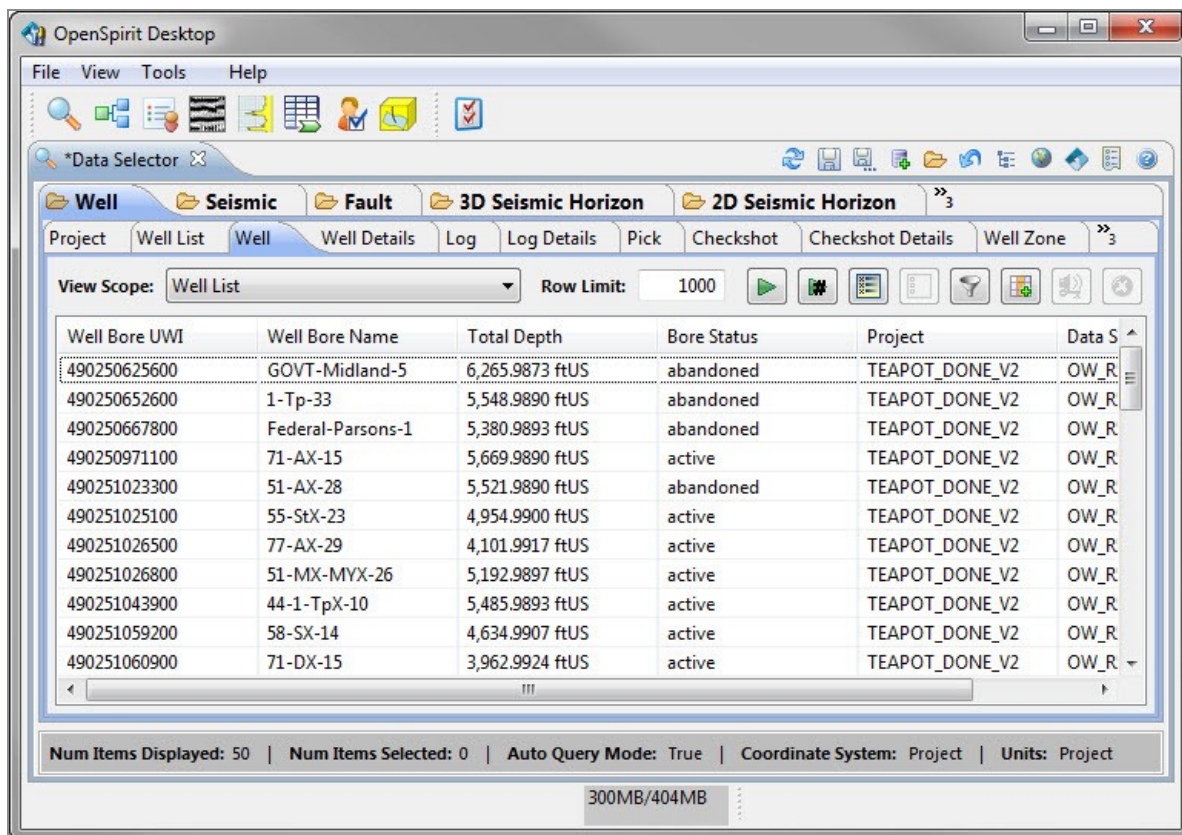 OpenSpirit Desktop
File View Tools Help
*Data Selector
Well Seismic Fault 3D Seismic Horizon 2D Seismic Horizon »3
Project Well List Well Well Details Log Log Details Pick Checkshot Checkshot Details Well Zone »3
View Scope: Well List Row Limit: 1000
Well Bore UWI Well Bore Name Total Depth Bore Status Project Data S
490250625600 GOVT-Midland-5 6,265.9873 ftUS abandoned TEAPOT_DONE_V2 OW_R
490250652600 1-Tp-33 5,548.9890 ftUS abandoned TEAPOT_DONE_V2 OW_R
490250667800 Federal-Parsons-1 5,380.9893 ftUS abandoned TEAPOT_DONE_V2 OW_R
490250971100 71-AX-15 5,669.9890 ftUS active TEAPOT_DONE_V2 OW_R
490251023300 51-AX-28 5,521.9890 ftUS abandoned TEAPOT_DONE_V2 OW_R
490251025100 55-StX-23 4,954.9900 ftUS active TEAPOT_DONE_V2 OW_R
490251026500 77-AX-29 4,101.9917 ftUS active TEAPOT_DONE_V2 OW_R
490251026800 51-MX-MYX-26 5,192.9897 ftUS active TEAPOT_DONE_V2 OW_R
490251043900 44-1-TpX-10 5,485.9893 ftUS active TEAPOT_DONE_V2 OW_R
490251059200 58-SX-14 4,634.9907 ftUS active TEAPOT_DONE_V2 OW_R
490251060900 71-DX-15 3,962.9924 ftUS active TEAPOT_DONE_V2 OW_R
Num Items Displayed: 50 | Num Items Selected: 0 | Auto Query Mode: True | Coordinate System: Project | Units: Project
300MB/404MB